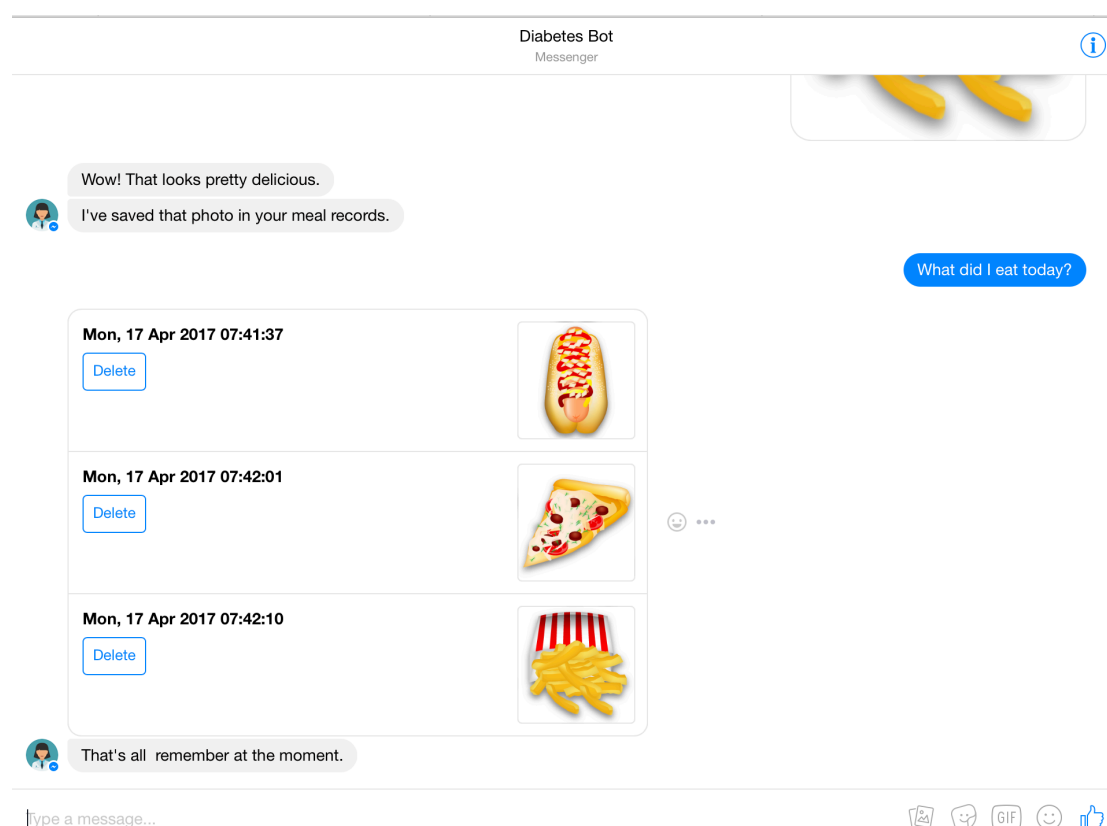 Diabetes Bot
Messenger
Wow! That looks pretty delicious.
I've saved that photo in your meal records.
What did I eat today?
Mon, 17 Apr 2017 07:41:37
Delete
Mon, 17 Apr 2017 07:42:01
Delete
Mon, 17 Apr 2017 07:42:10
Delete
That's all  remember at the moment.
Type a message...
GIF